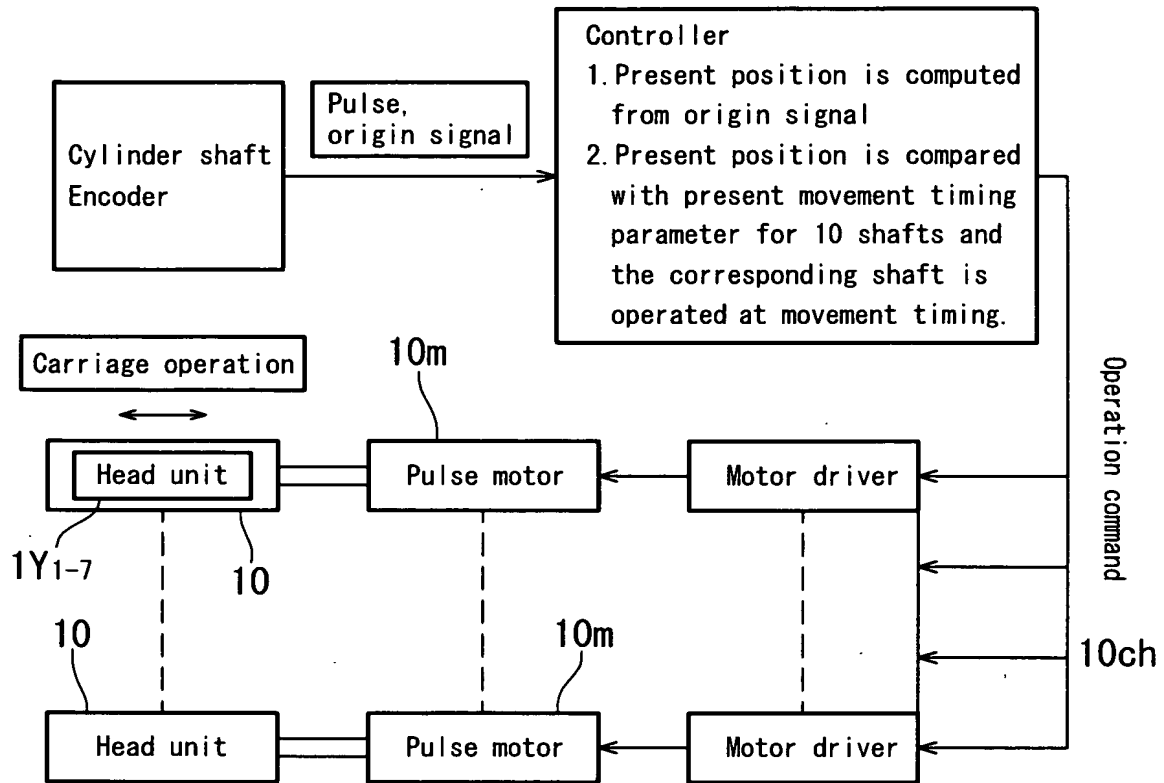 Controller
1. Present position is computed
from origin signal
2. Present position is compared
with present movement timing
parameter for 10 shafts and
the corresponding shaft is
operated at movement timing.
Pulse,
origin signal
Cylinder shaft
Encoder
Carriage operation
10m
Operation command
Head unit
Pulse motor
Motor driver
1Y1-7
10
10
10m
10ch
Head unit
Pulse motor
Motor driver